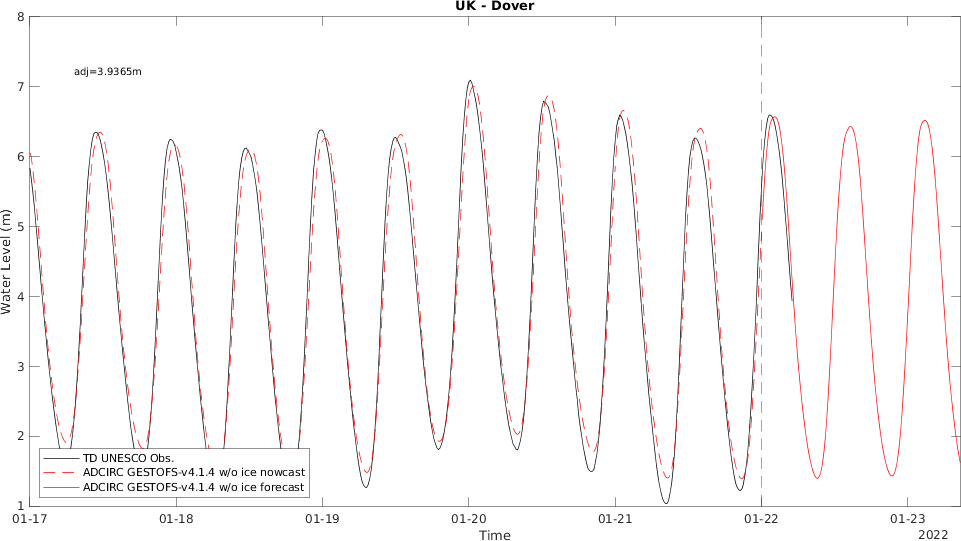 UK - Dover
8
adj=3.9365m
7
6
5
4
3
2
1
Water Level (m)
TD UNESCO Obs.
ADCIRC GESTOFS-v4.1.4 w/o ice nowcast
ADCIRC GESTOFS-v4.1.4 w/o ice forecast
01-17 01-18 01-19 01-20 01-21 01-22 01-23
Time
2022